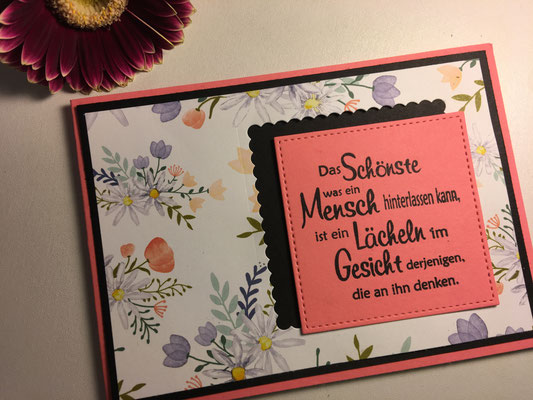 Das Schönste
was ein
Mensch hinterlassen kann,
ist ein Lächeln im
Gesicht derjenigen,
die an ihn denken.